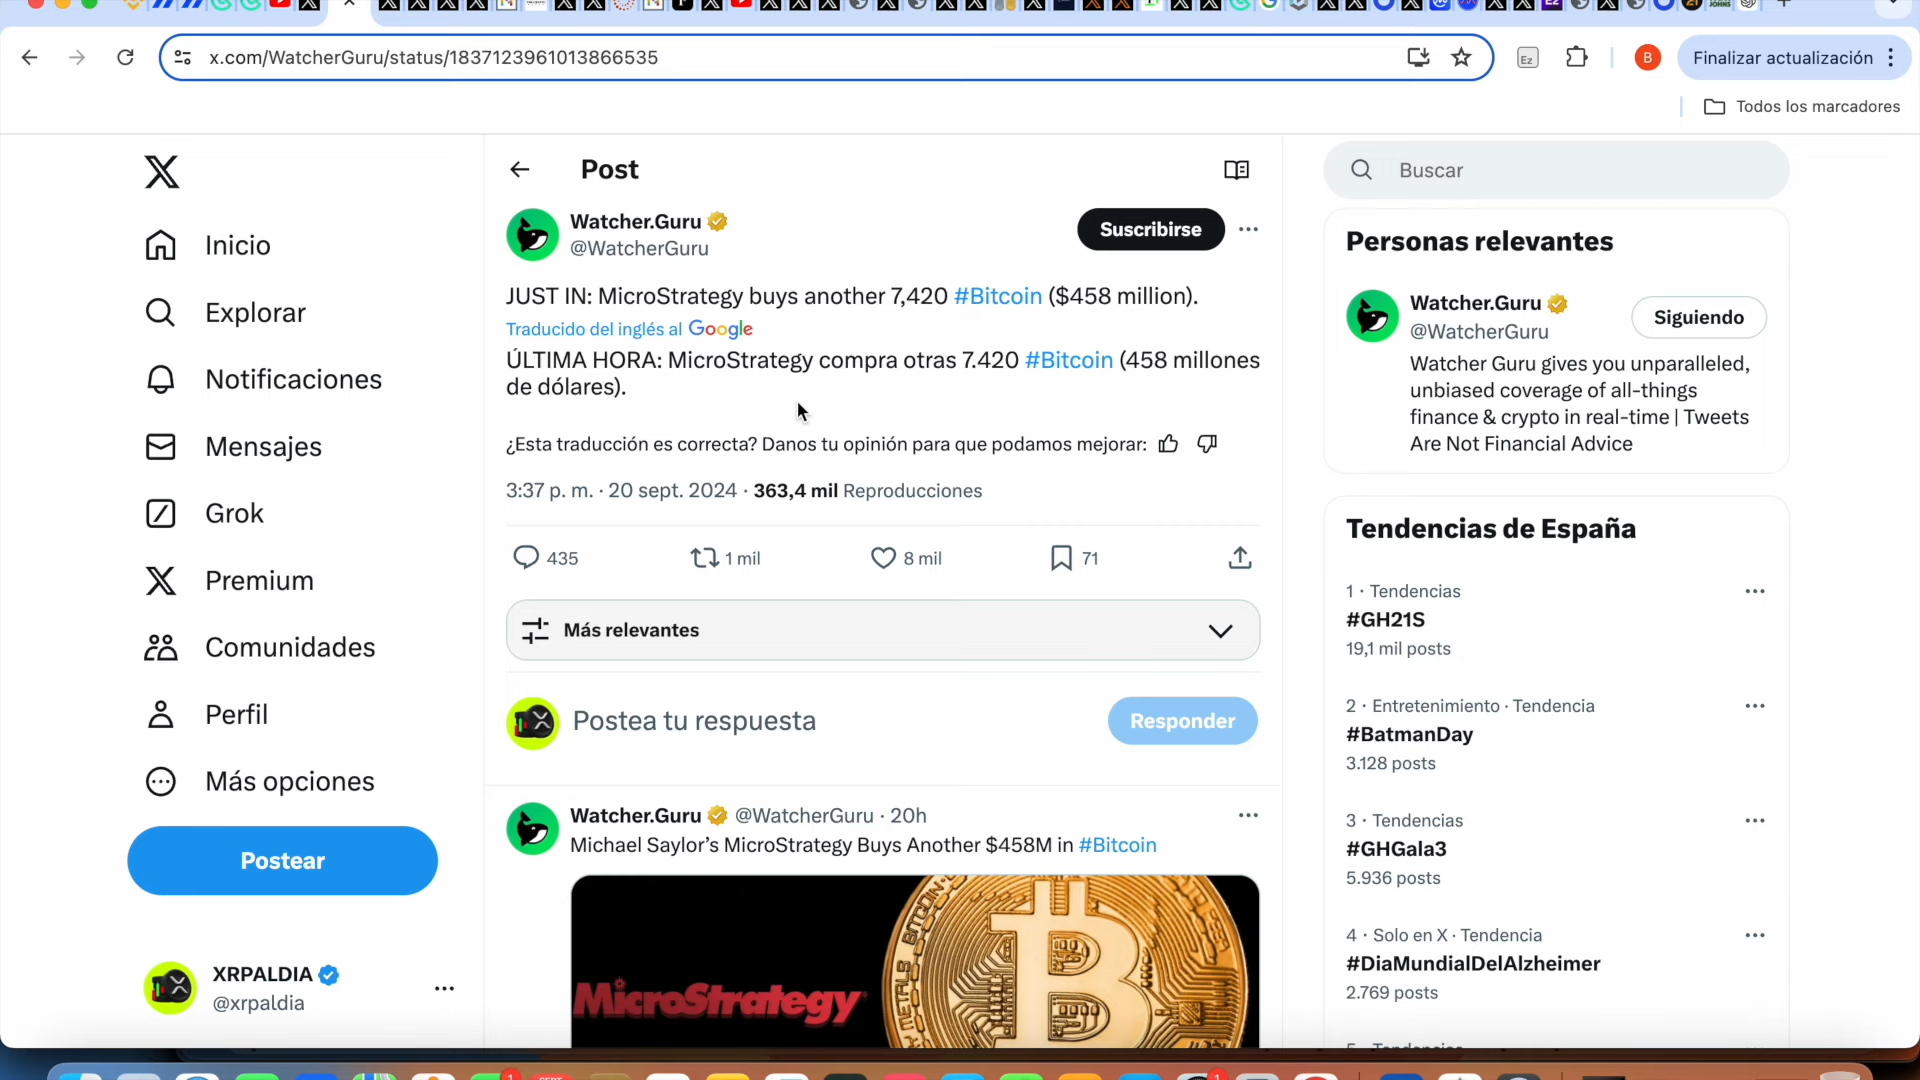 x.com/WatcherGuru/status/1837123961013866535
Ez
B
Finalizar actualización
Todos los marcadores
Inicio
Explorar
Notificaciones
Mensajes
Grok
Premium
Comunidades
Perfil
Más opciones
Postear
XRPALDIA
@xrpaldia
Post
Watcher.Guru
@WatcherGuru
Suscribirse
JUST IN: MicroStrategy buys another 7,420 #Bitcoin ($458 million).
Traducido del inglés al Google
ÚLTIMA HORA: MicroStrategy compra otras 7.420 #Bitcoin (458 millones
de dólares).
¿Esta traducción es correcta? Danos tu opinión para que podamos mejorar:
3:37 p. m. · 20 sept. 2024 · 363,4 mil Reproducciones
435 1 mil 8 mil 71
Más relevantes
Postea tu respuesta
Responder
Watcher.Guru @WatcherGuru · 20h
Michael Saylor’s MicroStrategy Buys Another $458M in #Bitcoin
MicroStrategy
Buscar
Personas relevantes
Watcher.Guru
@WatcherGuru
Siguiendo
Watcher Guru gives you unparalleled,
unbiased coverage of all-things
finance & crypto in real-time | Tweets
Are Not Financial Advice
Tendencias de España
1 · Tendencias
#GH21S
19,1 mil posts
2 · Entretenimiento · Tendencia
#BatmanDay
3.128 posts
3 · Tendencias
#GHGala3
5.936 posts
4 · Solo en X · Tendencia
#DiaMundialDelAlzheimer
2.769 posts
5 · Tendencias